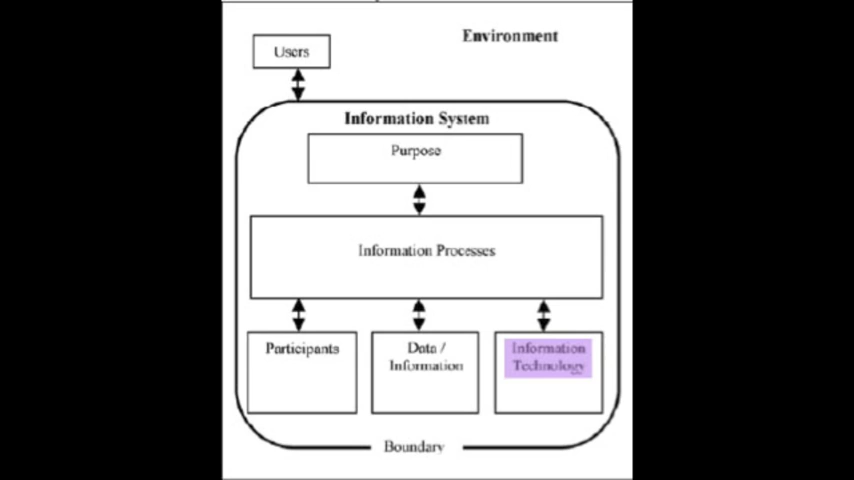 Environment
Users
Information System
Purpose
Information Processes
Participants
Data /
Information
Information
Technology
Boundary